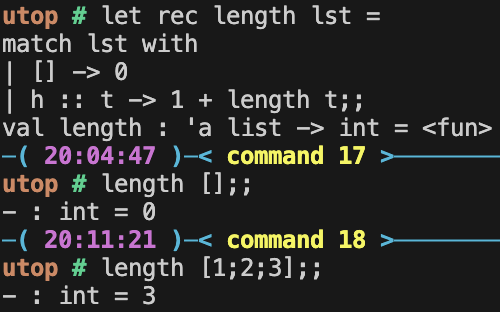 utop # let rec length lst =
match lst with
| [] -> 0
| h :: t -> 1 + length t;;
val length : 'a list -> int = <fun>
─( 20:04:47 )─< command 17 >──────────
utop # length [];;
- : int = 0
─( 20:11:21 )─< command 18 >──────────
utop # length [1;2;3];;
- : int = 3